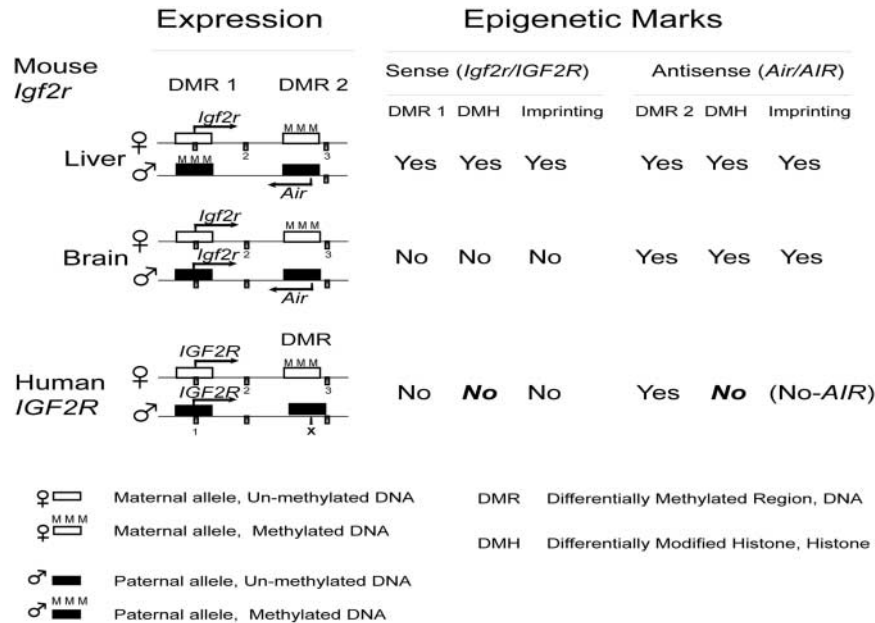 Expression Epigenetic Marks
Mouse
Igf2r
DMR 1 DMR 2
Sense (Igf2r/IGF2R) Antisense (Air/AIR)
DMR 1 DMH Imprinting DMR 2 DMH Imprinting
Liver
♀ Igf2r M M M
2 3
♂ M M M
Air
Yes Yes Yes Yes Yes Yes
Brain
♀ Igf2r M M M
2 3
♂ Igf2r
Air
No No No Yes Yes Yes
Human
IGF2R
DMR
♀ IGF2R M M M
2 3
♂ IGF2R
1 x
No No No Yes No (No-AIR)
♀ Maternal allele, Un-methylated DNA
♀ M M M Maternal allele, Methylated DNA
♂ Paternal allele, Un-methylated DNA
♂ M M M Paternal allele, Methylated DNA
DMR Differentially Methylated Region, DNA
DMH Differentially Modified Histone, Histone